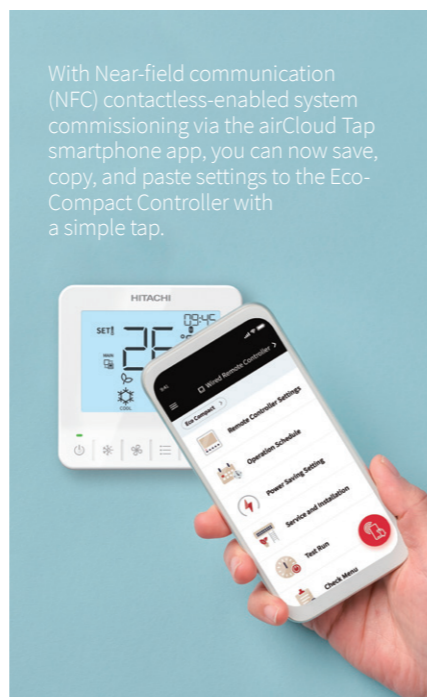 With Near-field communication
(NFC) contactless-enabled system
commissioning via the airCloud Tap
smartphone app, you can now save,
copy, and paste settings to the Eco-
Compact Controller with
a simple tap.
HITACHI
SET
09:45
COOL
Wired Remote Controller
Eco Compact
Remote Controller Settings
Operation Schedule
Power Saving Setting
Service and Installation
Test Run
Check Menu